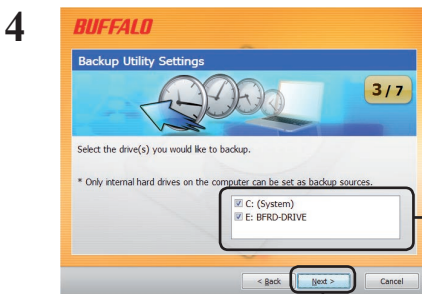 4
BUFFALO
Backup Utility Settings
3 / 7
Select the drive(s) you would like to backup.
* Only internal hard drives on the computer can be set as backup sources.
C: (System)
E: BFRD-DRIVE
< Back
Next >
Cancel